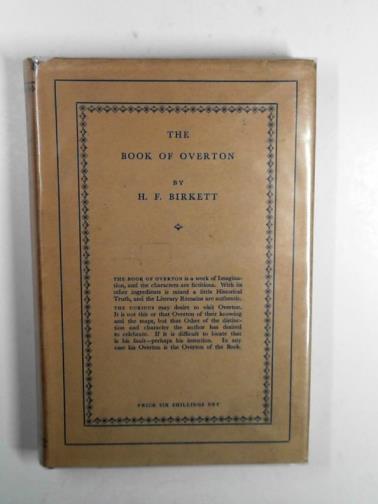 THE
BOOK OF OVERTON
BY
H. F. BIRKETT
THE BOOK OF OVERTON is a work of Imagina-
tion, and the characters are fictitious. With its
other ingredients is mixed a little Historical
Truth, and the Literary Remains are authentic.
THE CURIOUS may desire to visit Overton.
It is not this or that Overton of their knowing
and the maps, but that Other of the distinc-
tion and character the author has desired
to celebrate. If it is difficult to locate that
is his fault—perhaps his intention. In any
case his Overton is the Overton of the Book.
PRICE SIX SHILLINGS NET